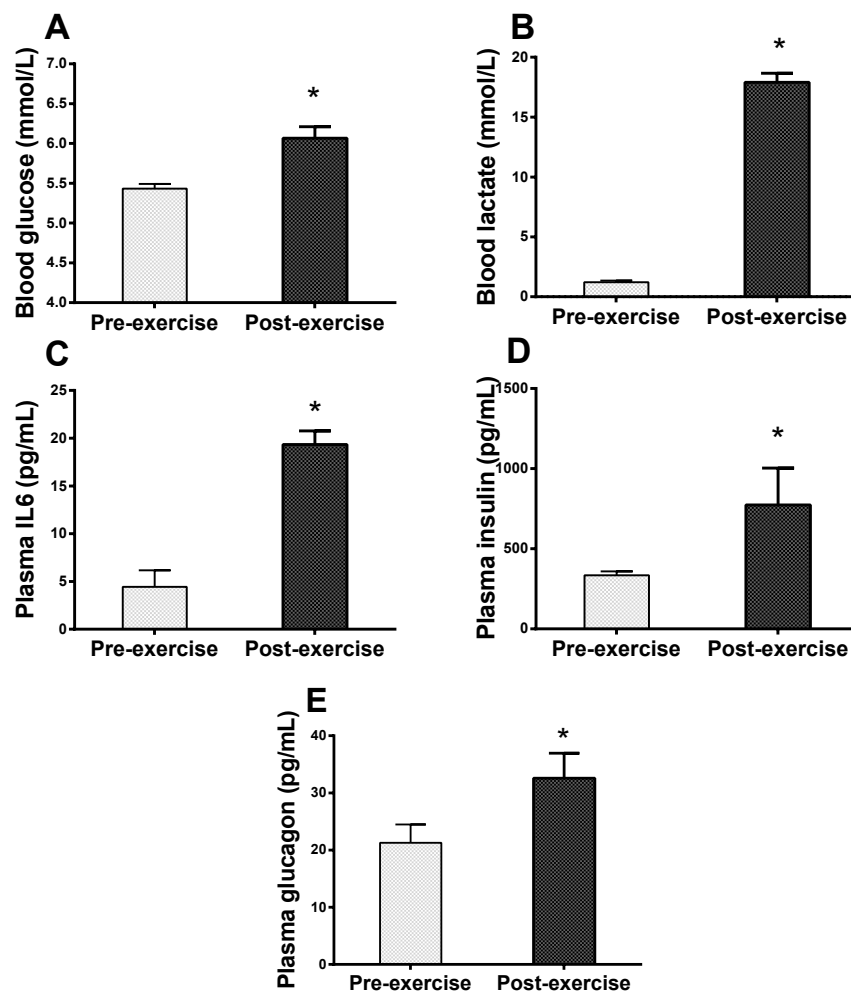 A
Blood glucose (mmol/L)
7.0
6.5
6.0
5.5
5.0
4.5
4.0
*
Pre-exercise Post-exercise
B
Blood lactate (mmol/L)
20
15
10
5
0
*
Pre-exercise Post-exercise
C
Plasma IL6 (pg/mL)
25
20
15
10
5
0
*
Pre-exercise Post-exercise
D
Plasma insulin (pg/mL)
1500
1000
500
0
*
Pre-exercise Post-exercise
E
Plasma glucagon (pg/mL)
40
30
20
10
0
*
Pre-exercise Post-exercise